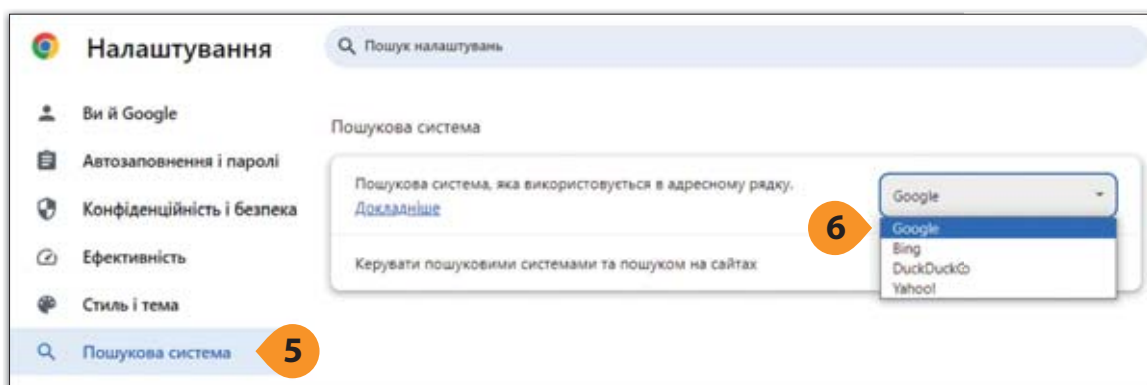 Налаштування
Пошук налаштувань
Ви й Google
Автозаповнення і паролі
Конфіденційність і безпека
Ефективність
Стиль і тема
Пошукова система
5
Пошукова система
Пошукова система, яка використовується в адресному рядку.
Докладніше
Google
6
Google
Bing
DuckDuckGo
Yahoo!
Керувати пошуковими системами та пошуком на сайтах